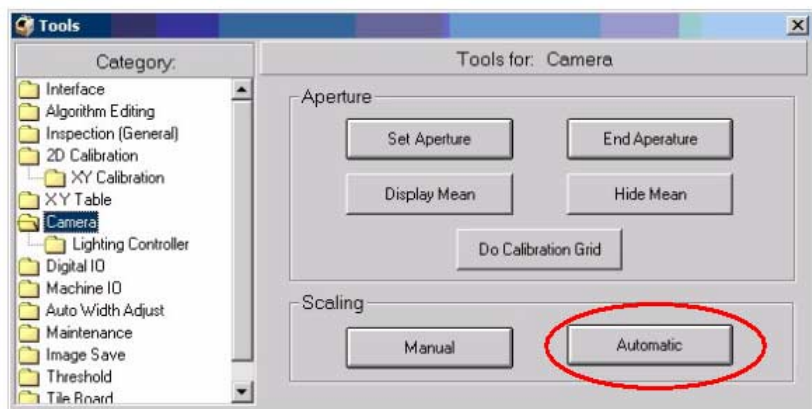 Tools
Category:
Interface
Algorithm Editing
Inspection (General)
2D Calibration
XY Calibration
XY Table
Camera
Lighting Controller
Digital IO
Machine IO
Auto Width Adjust
Maintenance
Image Save
Threshold
Tile Board
Tools for: Camera
Aperture
Set Aperture
End Aperature
Display Mean
Hide Mean
Do Calibration Grid
Scaling
Manual
Automatic